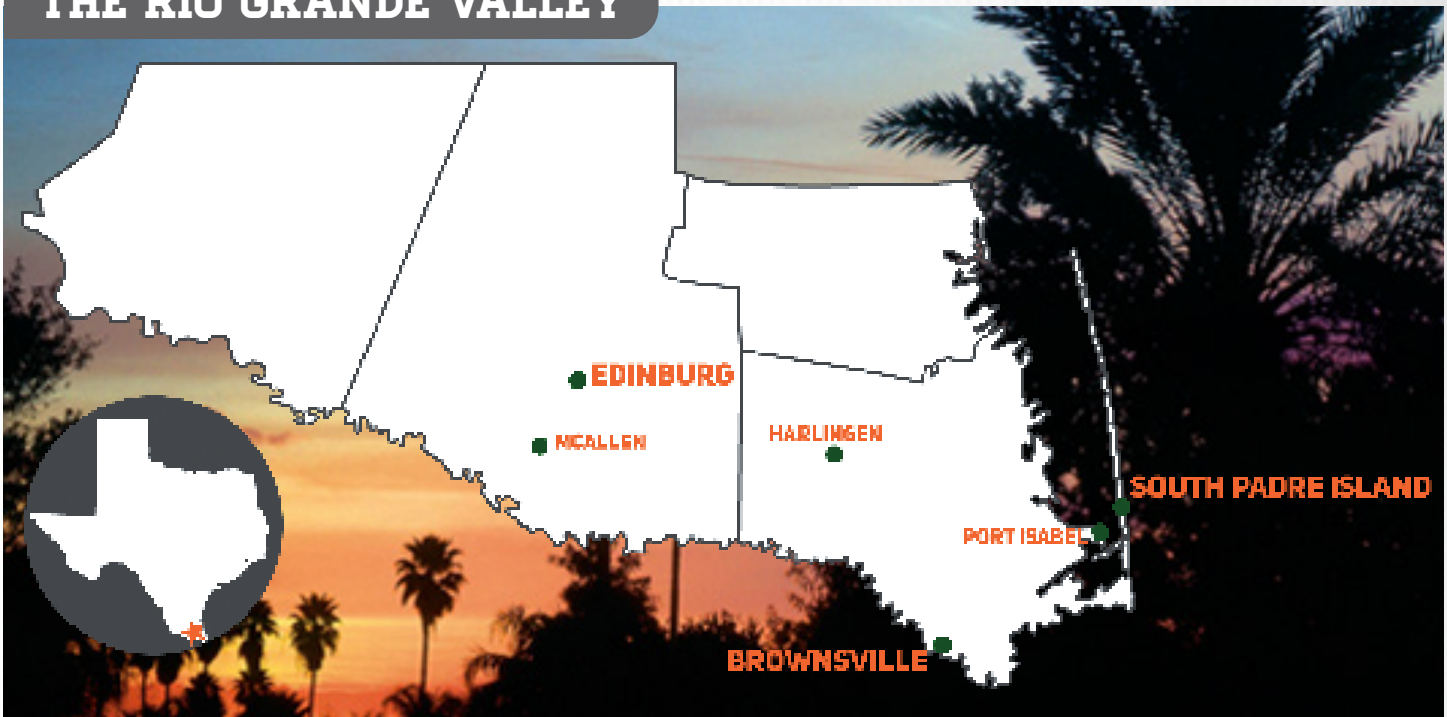 THE RIO GRANDE VALLEY
EDINBURG
MCALLEN
HARLINGEN
SOUTH PADRE ISLAND
PORT ISABEL
BROWNSVILLE